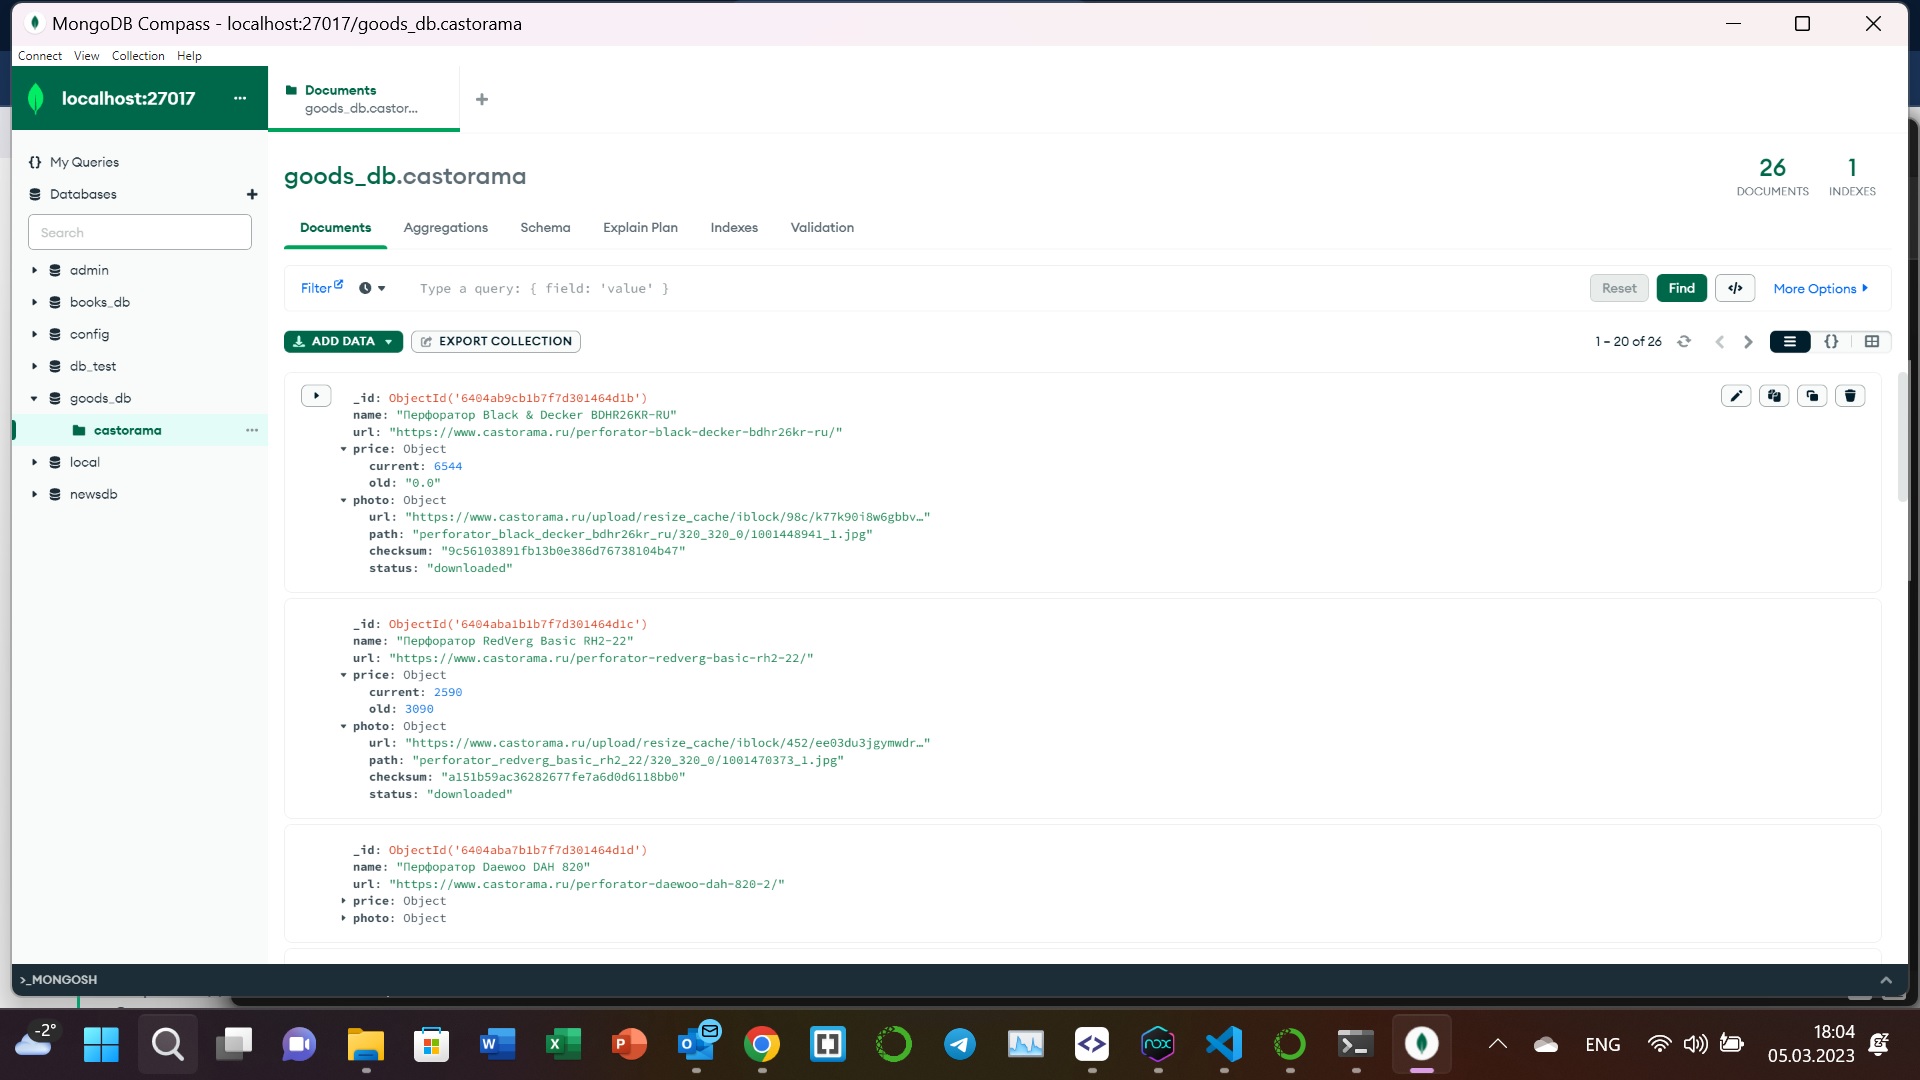 MongoDB Compass - localhost:27017/goods_db.castorama
Connect View Collection Help
localhost:27017 ...
Documents
goods_db.castor...
My Queries
Databases
Search
admin
books_db
config
db_test
goods_db
castorama
local
newsdb
goods_db.castorama
26
DOCUMENTS
1
INDEXES
Documents Aggregations Schema Explain Plan Indexes Validation
Filter Type a query: { field: 'value' } Reset Find </> More Options
ADD DATA EXPORT COLLECTION 1 – 20 of 26 {}
_id: ObjectId('6404ab9cb1b7f7d301464d1b')
name: "Перфоратор Black & Decker BDHR26KR-RU"
url: "https://www.castorama.ru/perforator-black-decker-bdhr26kr-ru/"
price: Object
current: 6544
old: "0.0"
photo: Object
url: "https://www.castorama.ru/upload/resize_cache/iblock/98c/k77k90i8w6gbbv…"
path: "perforator_black_decker_bdhr26kr_ru/320_320_0/1001448941_1.jpg"
checksum: "9c56103891fb13b0e386d76738104b47"
status: "downloaded"
_id: ObjectId('6404aba1b1b7f7d301464d1c')
name: "Перфоратор RedVerg Basic RH2-22"
url: "https://www.castorama.ru/perforator-redverg-basic-rh2-22/"
price: Object
current: 2590
old: 3090
photo: Object
url: "https://www.castorama.ru/upload/resize_cache/iblock/452/ee03du3jgymwdr…"
path: "perforator_redverg_basic_rh2_22/320_320_0/1001470373_1.jpg"
checksum: "a151b59ac36282677fe7a6d0d6118bb0"
status: "downloaded"
_id: ObjectId('6404aba7b1b7f7d301464d1d')
name: "Перфоратор Daewoo DAH 820"
url: "https://www.castorama.ru/perforator-daewoo-dah-820-2/"
price: Object
photo: Object
>_MONGOSH
-2°
ENG
18:04
05.03.2023